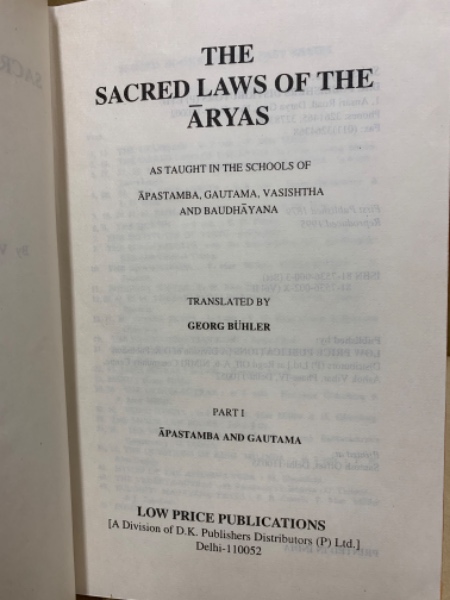 THE
SACRED LAWS OF THE
ĀRYAS
AS TAUGHT IN THE SCHOOLS OF
ĀPASTAMBA, GAUTAMA, VASISHTHA
AND BAUDHĀYANA
TRANSLATED BY
GEORG BÜHLER
PART I
ĀPASTAMBA AND GAUTAMA
LOW PRICE PUBLICATIONS
[A Division of D.K. Publishers Distributors (P) Ltd.]
Delhi-110052